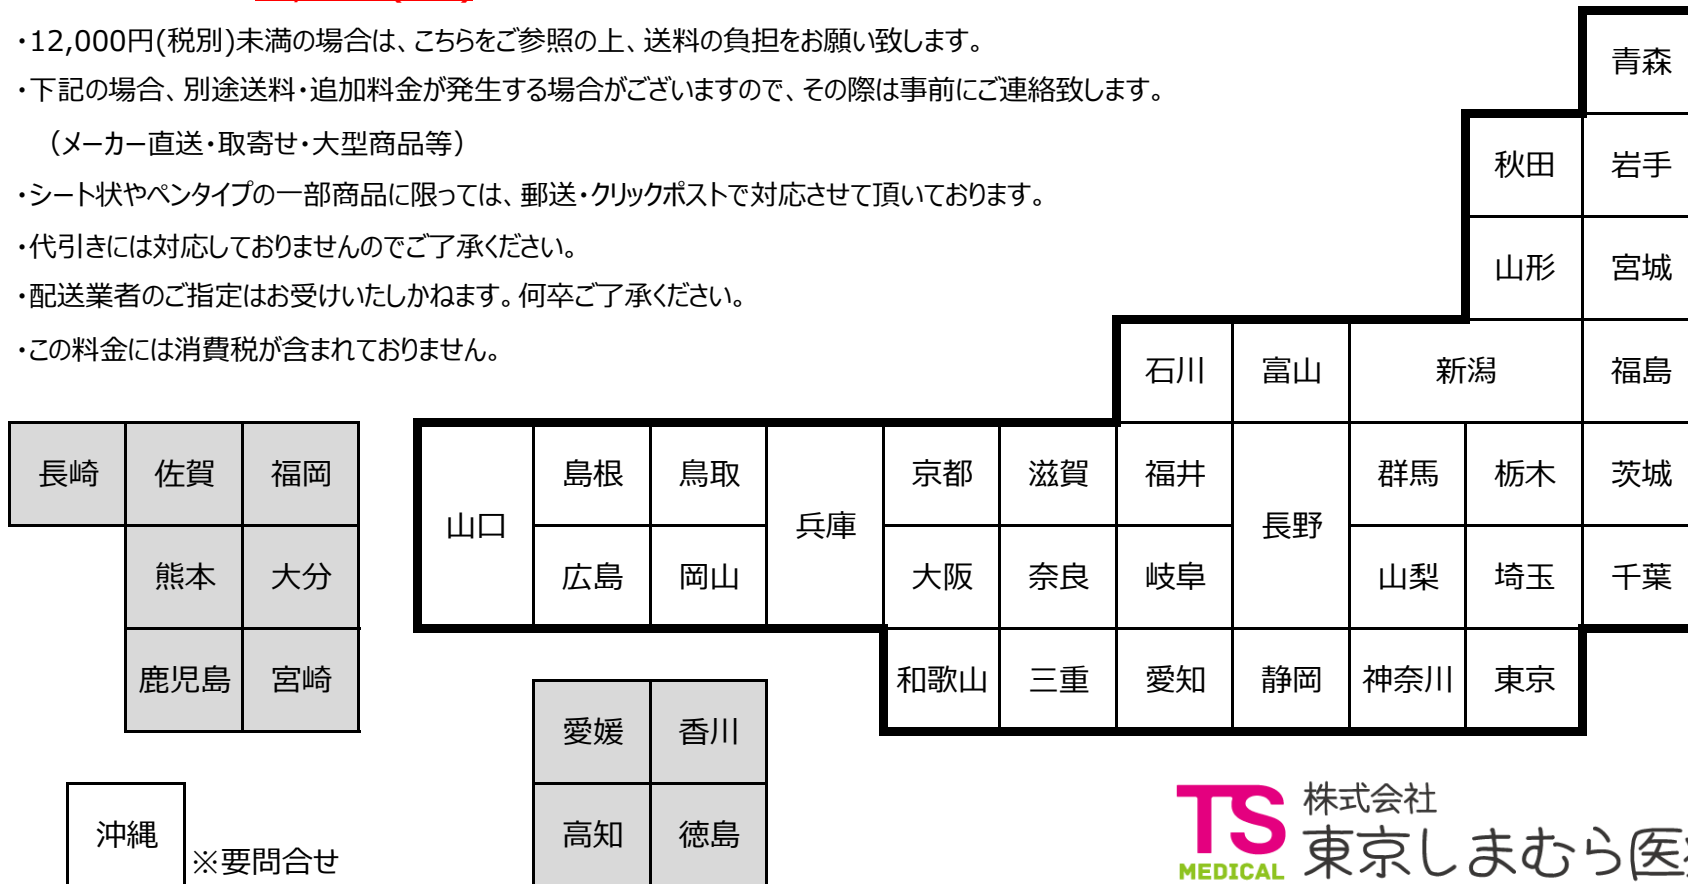 ・12,000円(税別)未満の場合は、こちらをご参照の上、送料の負担をお願い致します。
・下記の場合、別途送料・追加料金が発生する場合がございますので、その際は事前にご連絡致します。
（メーカー直送・取寄せ・大型商品等）
・シート状やペンタイプの一部商品に限っては、郵送・クリックポストで対応させて頂いております。
・代引きには対応しておりませんのでご了承ください。
・配送業者のご指定はお受けいたしかねます。何卒ご了承ください。
・この料金には消費税が含まれておりません。
青森
秋田 岩手
山形 宮城
石川 富山 新潟 福島
長崎 佐賀 福岡 島根 鳥取 京都 滋賀 福井 群馬 栃木 茨城
山口 兵庫 長野
熊本 大分 広島 岡山 大阪 奈良 岐阜 山梨 埼玉 千葉
鹿児島 宮崎 和歌山 三重 愛知 静岡 神奈川 東京
愛媛 香川
沖縄 ※要問合せ 高知 徳島
TS MEDICAL
株式会社
東京しまむら医